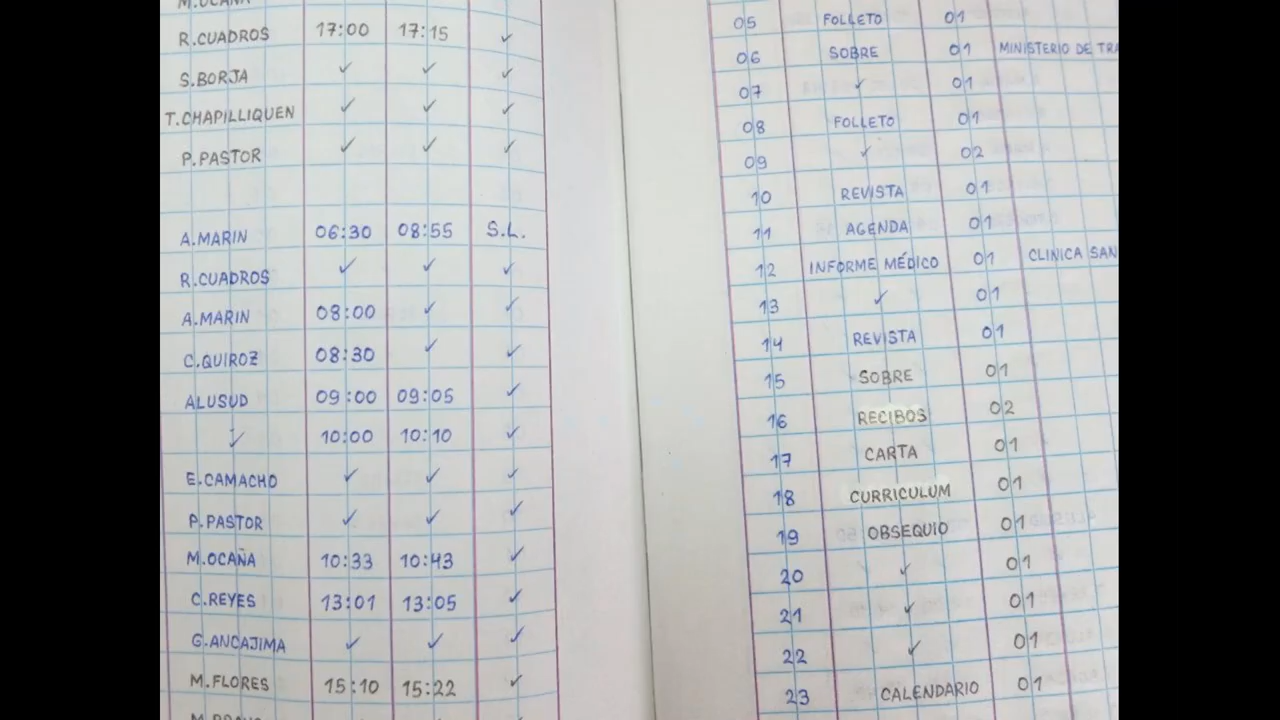 M.OCAÑA
R.CUADROS 17:00 17:15 ✓
S.BORJA ✓ ✓ ✓
T.CHAPILLIQUEN ✓ ✓ ✓
P.PASTOR ✓ ✓ ✓
A.MARIN 06:30 08:55 S.L.
R.CUADROS ✓ ✓ ✓
A.MARIN 08:00 ✓ ✓
C.QUIROZ 08:30 ✓ ✓
ALUSUD 09:00 09:05 ✓
✓ 10:00 10:10 ✓
E.CAMACHO ✓ ✓ ✓
P.PASTOR ✓ ✓ ✓
M.OCAÑA 10:33 10:43 ✓
C.REYES 13:01 13:05 ✓
G.ANCAJIMA ✓ ✓ ✓
M.FLORES 15:10 15:22 ✓
05 FOLLETO 01
06 SOBRE 01 MINISTERIO DE TRA
07 ✓ 01
08 FOLLETO 01
09 ✓ 02
10 REVISTA 01
11 AGENDA 01
12 INFORME MÉDICO 01 CLINICA SAN
13 ✓ 01
14 REVISTA 01
15 SOBRE 01
16 RECIBOS 02
17 CARTA 01
18 CURRICULUM 01
19 OBSEQUIO 01
20 ✓ 01
21 ✓ 01
22 ✓ 01
23 CALENDARIO 01